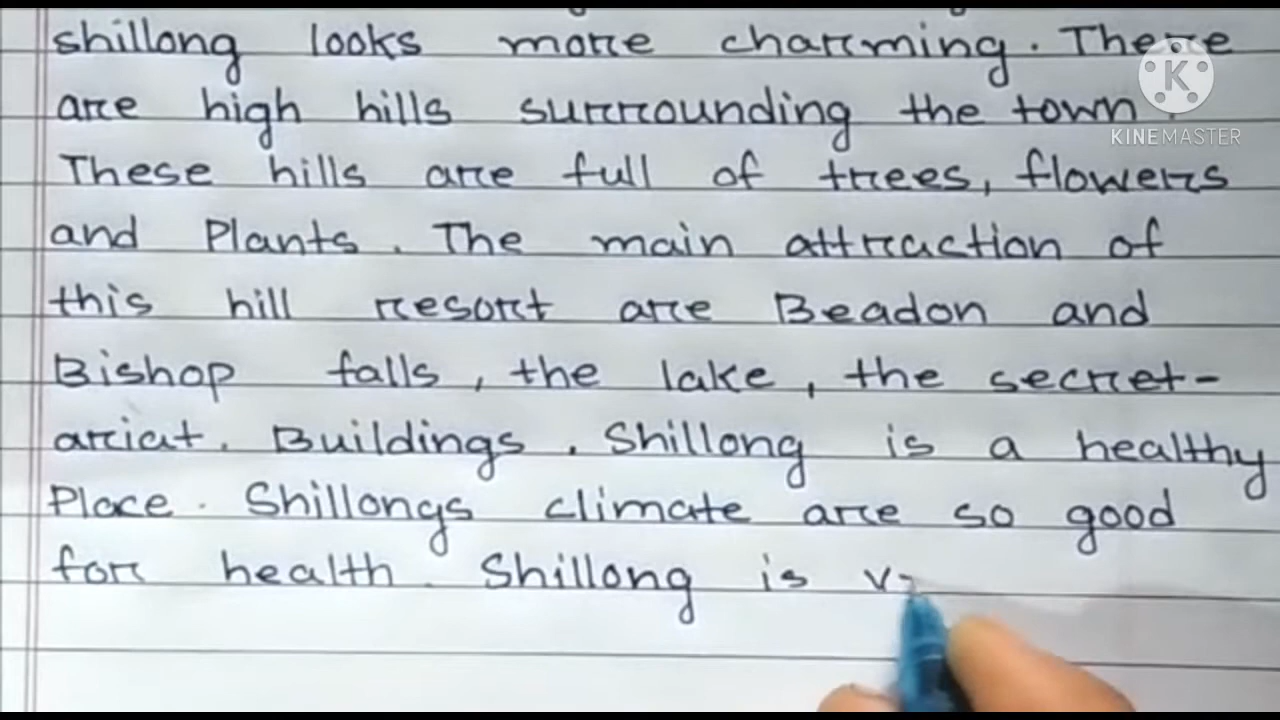 shillong looks more charming. There
are high hills surrounding the town
These hills are full of trees, flowers
and Plants. The main attraction of
this hill resort are Beadon and
Bishop falls, the lake, the secret-
ariat. Buildings. Shillong is a healthy
Place. Shillongs climate are so good
for health. Shillong is
K
KINEMASTER